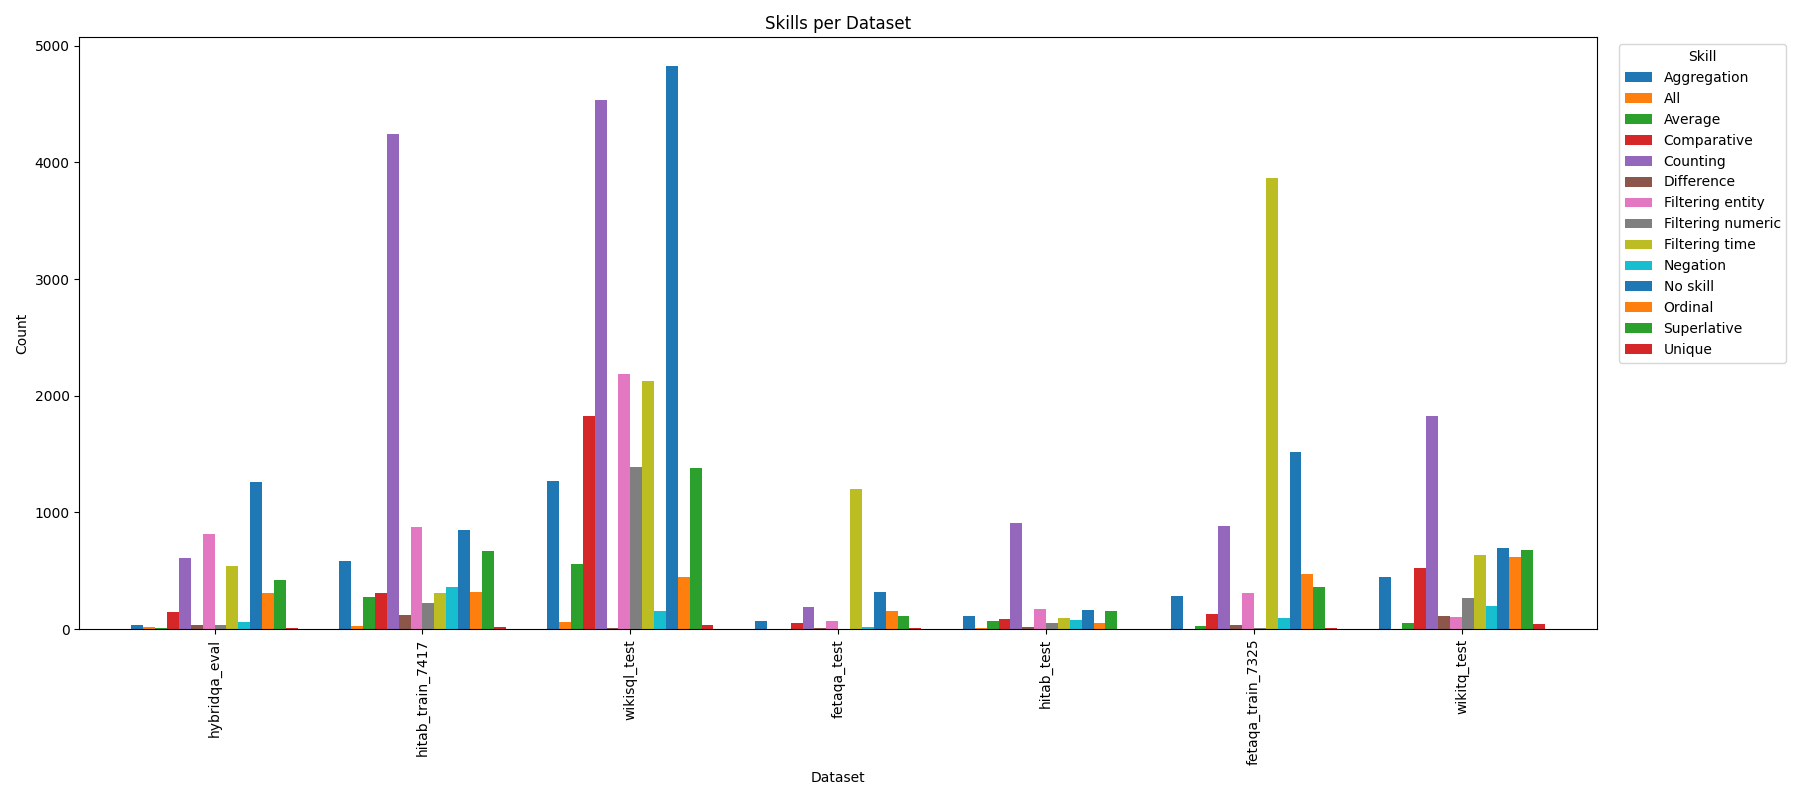 Skills per Dataset
5000
4000
3000
2000
1000
0
Count
hybridqa_eval
hitab_train_7417
wikisql_test
fetaqa_test
hitab_test
fetaqa_train_7325
wikitq_test
Dataset
Skill
Aggregation
All
Average
Comparative
Counting
Difference
Filtering entity
Filtering numeric
Filtering time
Negation
No skill
Ordinal
Superlative
Unique